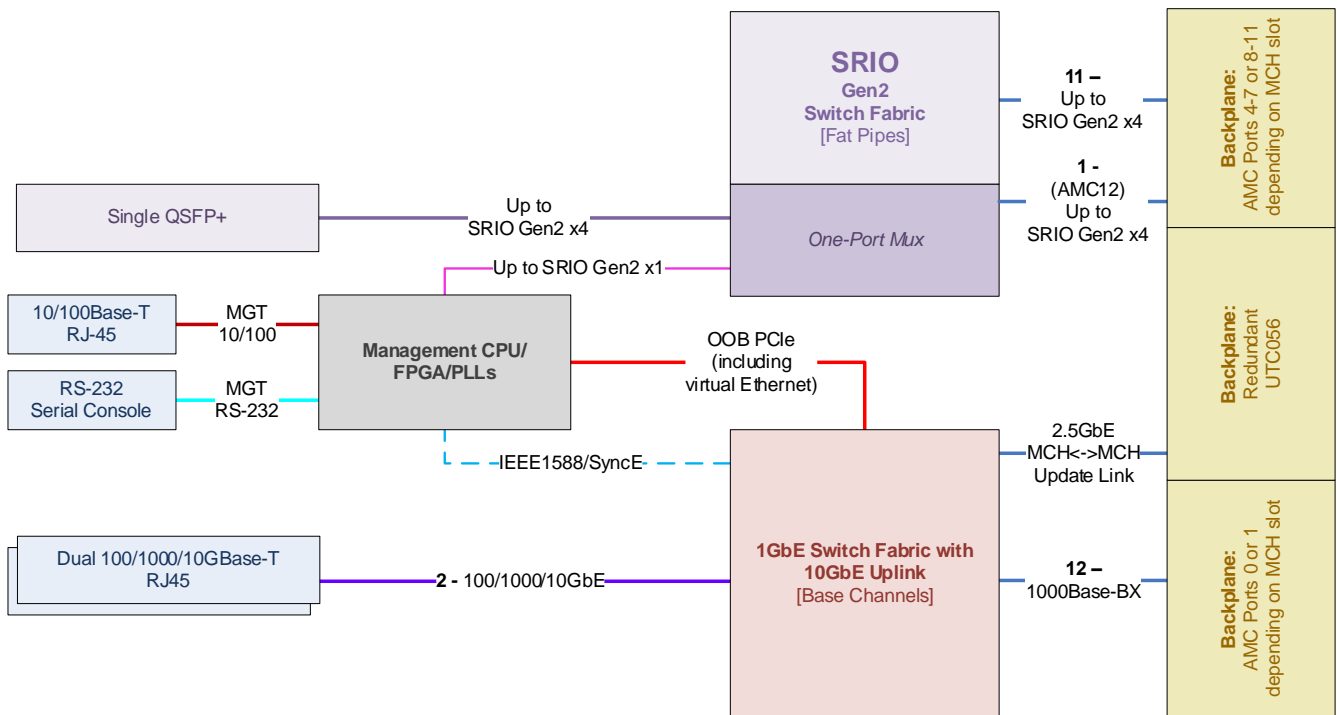 SRIO
Gen2
Switch Fabric
[Fat Pipes]
11 –
Up to
SRIO Gen2 x4
Backplane:
AMC Ports 4-7 or 8-11
depending on MCH slot
1 -
(AMC12)
Up to
SRIO Gen2 x4
Single QSFP+
Up to
SRIO Gen2 x4
One-Port Mux
Up to SRIO Gen2 x1
10/100Base-T
RJ-45
MGT
10/100
Management CPU/
FPGA/PLLs
OOB PCIe
(including
virtual Ethernet)
Backplane:
Redundant
UTC056
RS-232
Serial Console
MGT
RS-232
IEEE1588/SyncE
2.5GbE
MCH<->MCH
Update Link
Dual 100/1000/10GBase-T
RJ45
2 - 100/1000/10GbE
1GbE Switch Fabric with
10GbE Uplink
[Base Channels]
12 –
1000Base-BX
Backplane:
AMC Ports 0 or 1
depending on MCH slot